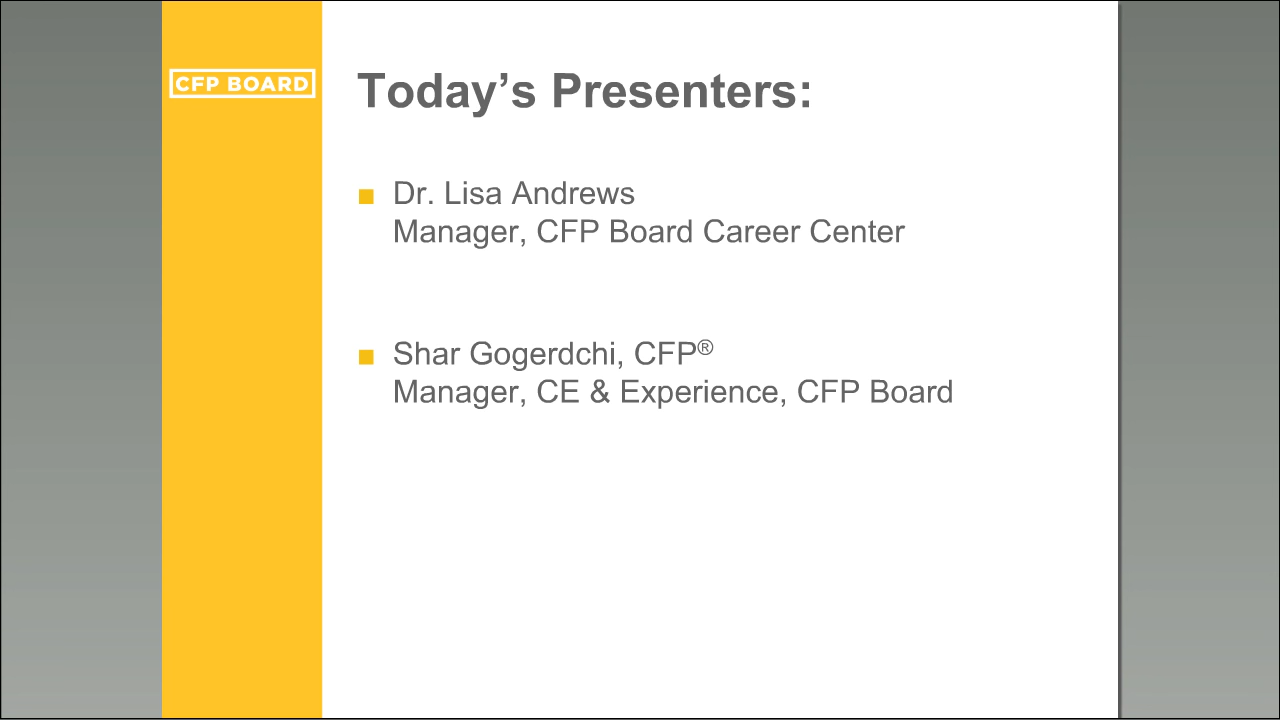 CFP BOARD
Today’s Presenters:
Dr. Lisa Andrews
Manager, CFP Board Career Center
Shar Gogerdchi, CFP®
Manager, CE & Experience, CFP Board